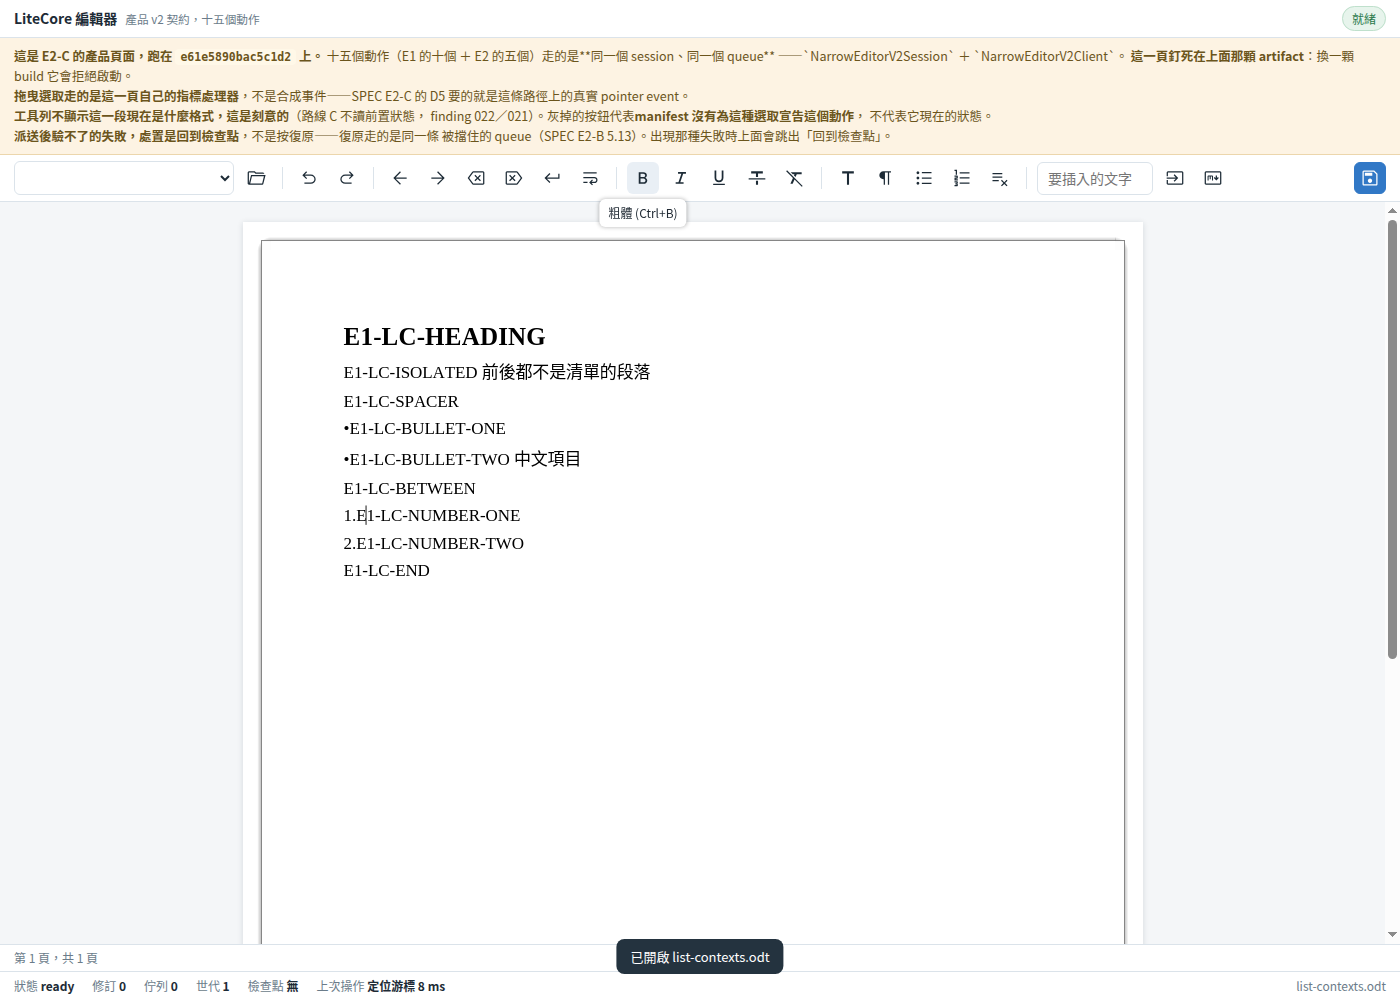 LiteCore 編輯器 產品 v2 契約，十五個動作 就緒
這是 E2-C 的產品頁面，跑在 e61e5890bac5c1d2 上。 十五個動作（E1 的十個 ＋ E2 的五個）走的是**同一個 session、同一個 queue** ——`NarrowEditorV2Session` ＋ `NarrowEditorV2Client`。 這一頁釘死在上面那顆 artifact：換一顆
build 它會拒絕啟動。
拖曳選取走的是這一頁自己的指標處理器，不是合成事件——SPEC E2-C 的 D5 要的就是這條路徑上的真實 pointer event。
工具列不顯示這一段現在是什麼格式，這是刻意的（路線 C 不讀前置狀態， finding 022／021）。灰掉的按鈕代表manifest 沒有為這種選取宣告這個動作， 不代表它現在的狀態。
派送後驗不了的失敗，處置是回到檢查點，不是按復原——復原走的是同一條 被擋住的 queue（SPEC E2-B 5.13）。出現那種失敗時上面會跳出「回到檢查點」。
要插入的文字
粗體 (Ctrl+B)
E1-LC-HEADING
E1-LC-ISOLATED 前後都不是清單的段落
E1-LC-SPACER
•E1-LC-BULLET-ONE
•E1-LC-BULLET-TWO 中文項目
E1-LC-BETWEEN
1.E1-LC-NUMBER-ONE
2.E1-LC-NUMBER-TWO
E1-LC-END
第 1 頁，共 1 頁
已開啟 list-contexts.odt
狀態 ready 修訂 0 佇列 0 世代 1 檢查點 無 上次操作 定位游標 8 ms list-contexts.odt